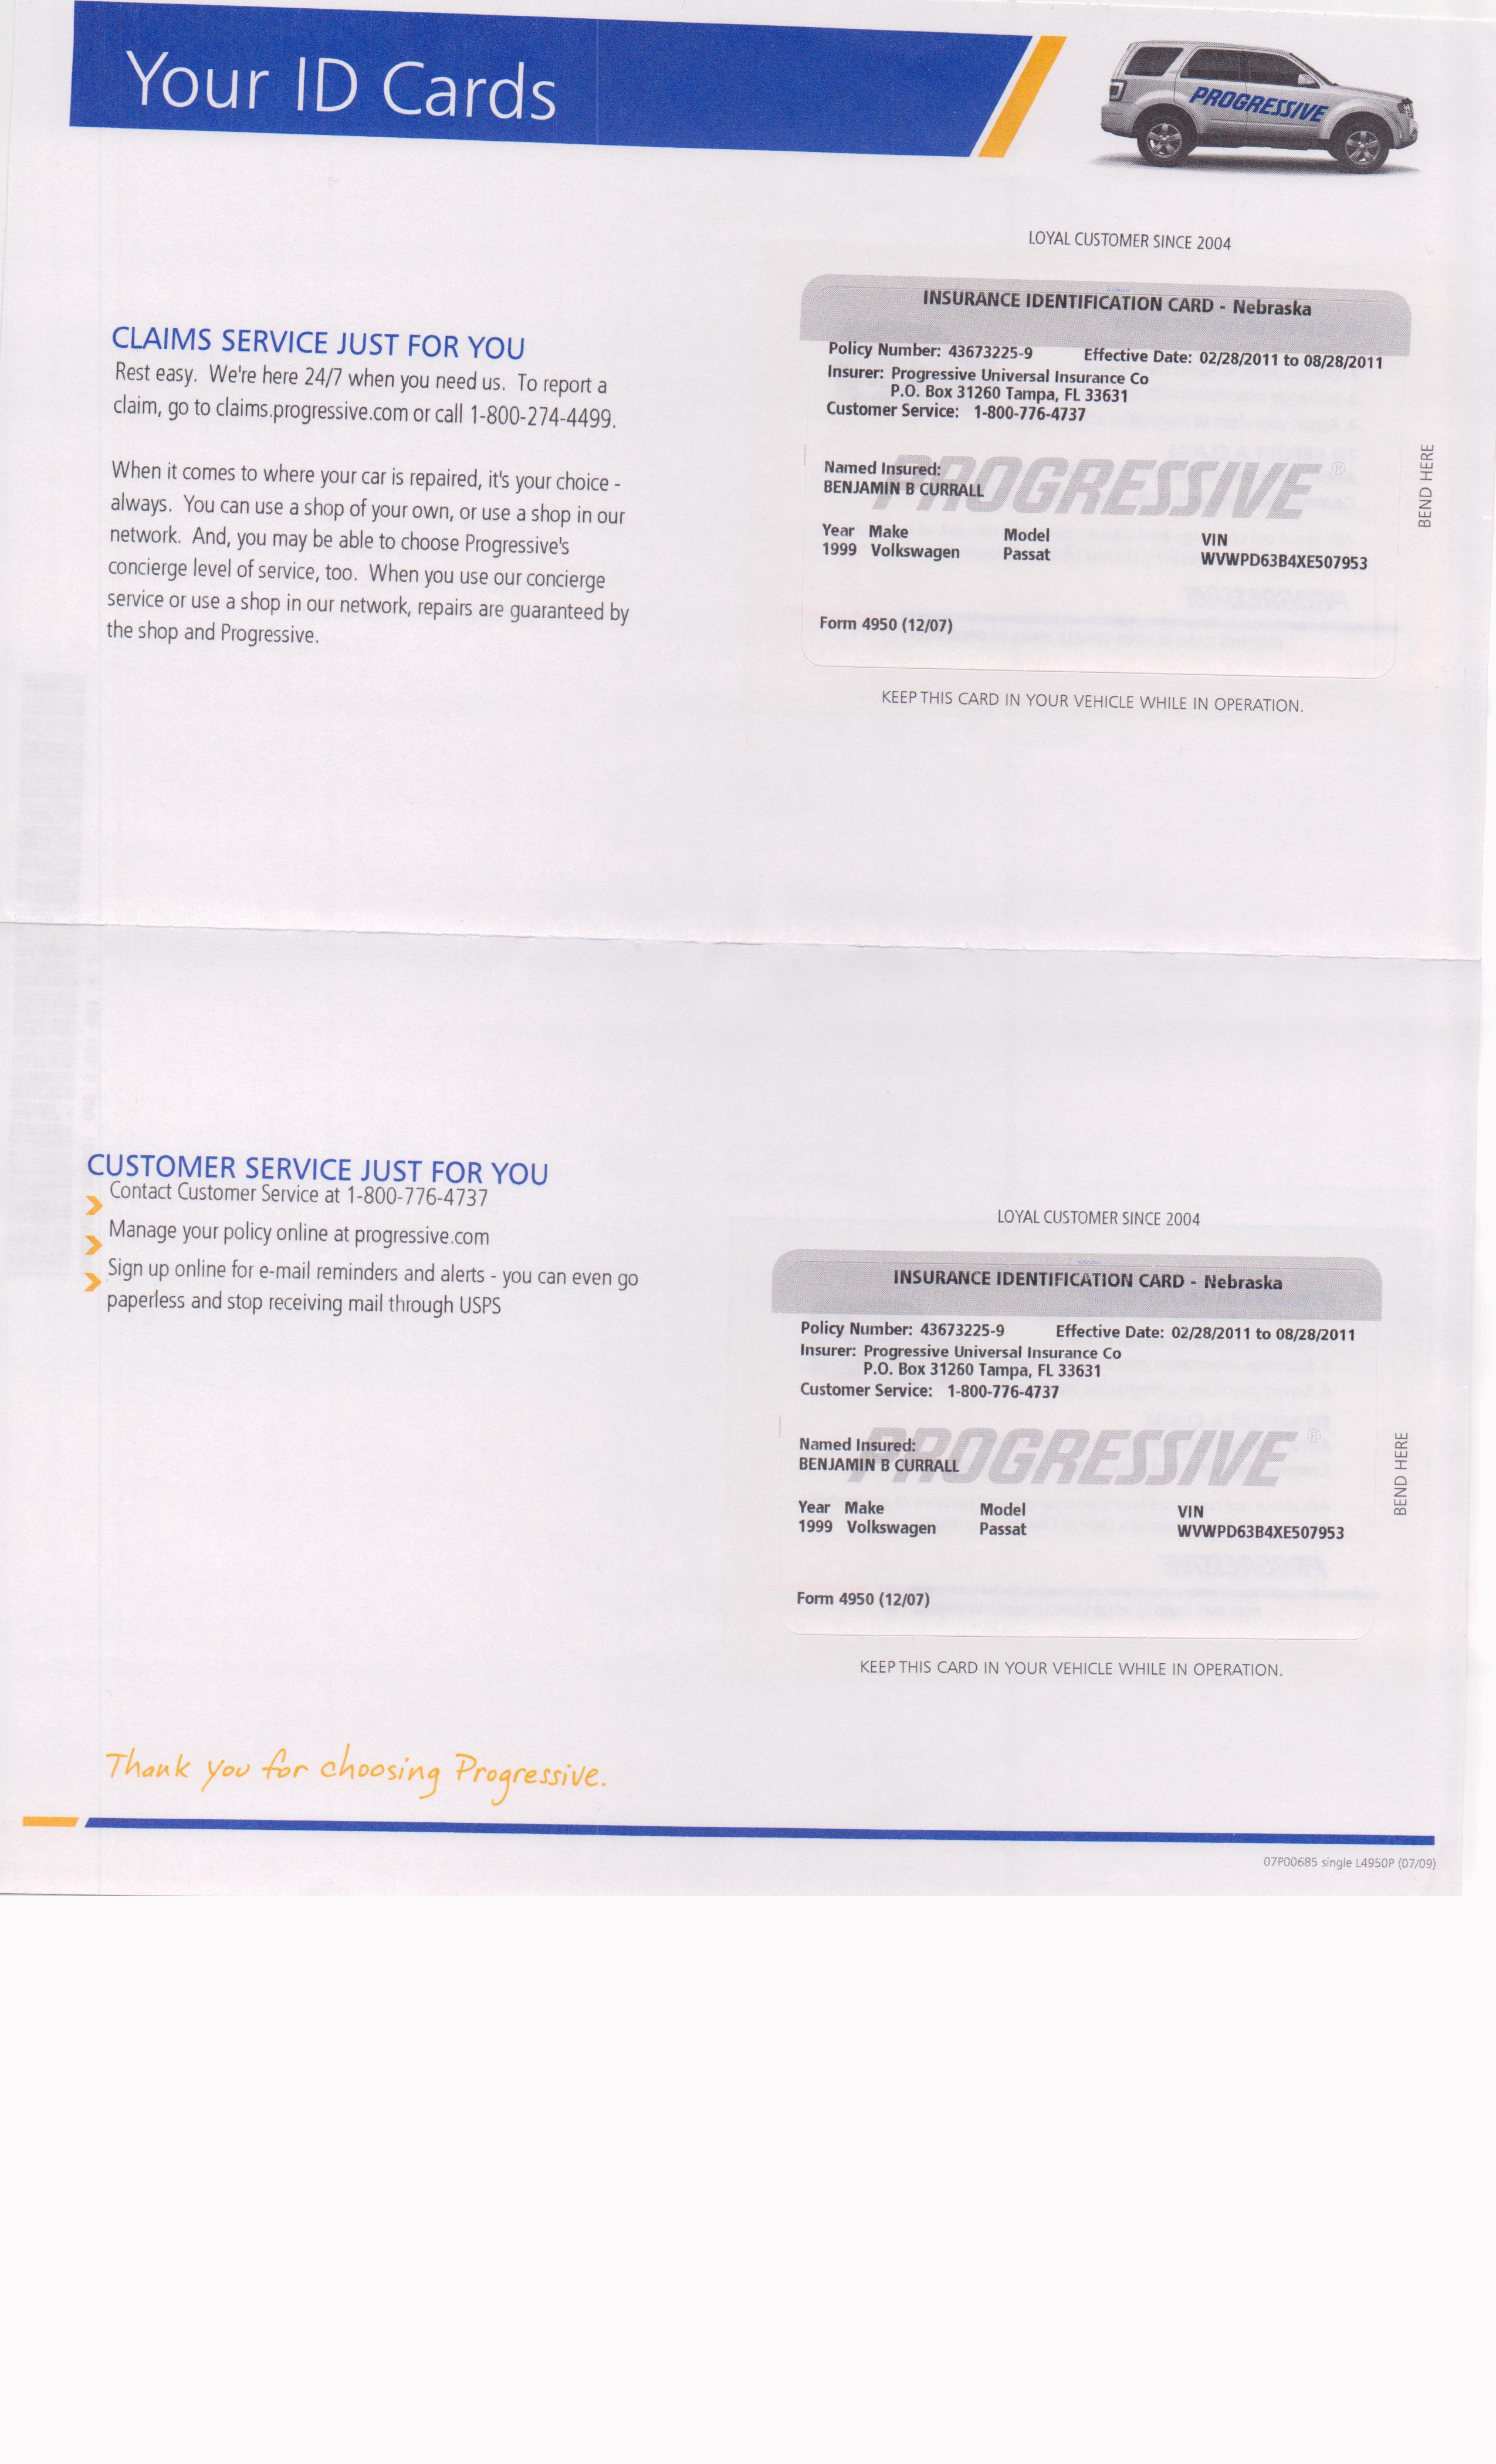 Your ID Cards
PROGRESSIVE
LOYAL CUSTOMER SINCE 2004
CLAIMS SERVICE JUST FOR YOU
Rest easy. We're here 24/7 when you need us. To report a
claim, go to claims.progressive.com or call 1-800-274-4499.
When it comes to where your car is repaired, it's your choice -
always. You can use a shop of your own, or use a shop in our
network. And, you may be able to choose Progressive's
concierge level of service, too. When you use our concierge
service or use a shop in our network, repairs are guaranteed by
the shop and Progressive.
INSURANCE IDENTIFICATION CARD - Nebraska
Policy Number: 43673225-9 Effective Date: 02/28/2011 to 08/28/2011
Insurer: Progressive Universal Insurance Co
P.O. Box 31260 Tampa, FL 33631
Customer Service: 1-800-776-4737
PROGRESSIVE®
Named Insured:
BENJAMIN B CURRALL
Year Make Model VIN
1999 Volkswagen Passat WVWPD63B4XE507953
Form 4950 (12/07)
BEND HERE
KEEP THIS CARD IN YOUR VEHICLE WHILE IN OPERATION.
CUSTOMER SERVICE JUST FOR YOU
Contact Customer Service at 1-800-776-4737
Manage your policy online at progressive.com
Sign up online for e-mail reminders and alerts - you can even go
paperless and stop receiving mail through USPS
LOYAL CUSTOMER SINCE 2004
INSURANCE IDENTIFICATION CARD - Nebraska
Policy Number: 43673225-9 Effective Date: 02/28/2011 to 08/28/2011
Insurer: Progressive Universal Insurance Co
P.O. Box 31260 Tampa, FL 33631
Customer Service: 1-800-776-4737
PROGRESSIVE®
Named Insured:
BENJAMIN B CURRALL
Year Make Model VIN
1999 Volkswagen Passat WVWPD63B4XE507953
Form 4950 (12/07)
BEND HERE
KEEP THIS CARD IN YOUR VEHICLE WHILE IN OPERATION.
Thank you for choosing Progressive.
07P00685 single L4950P (07/09)